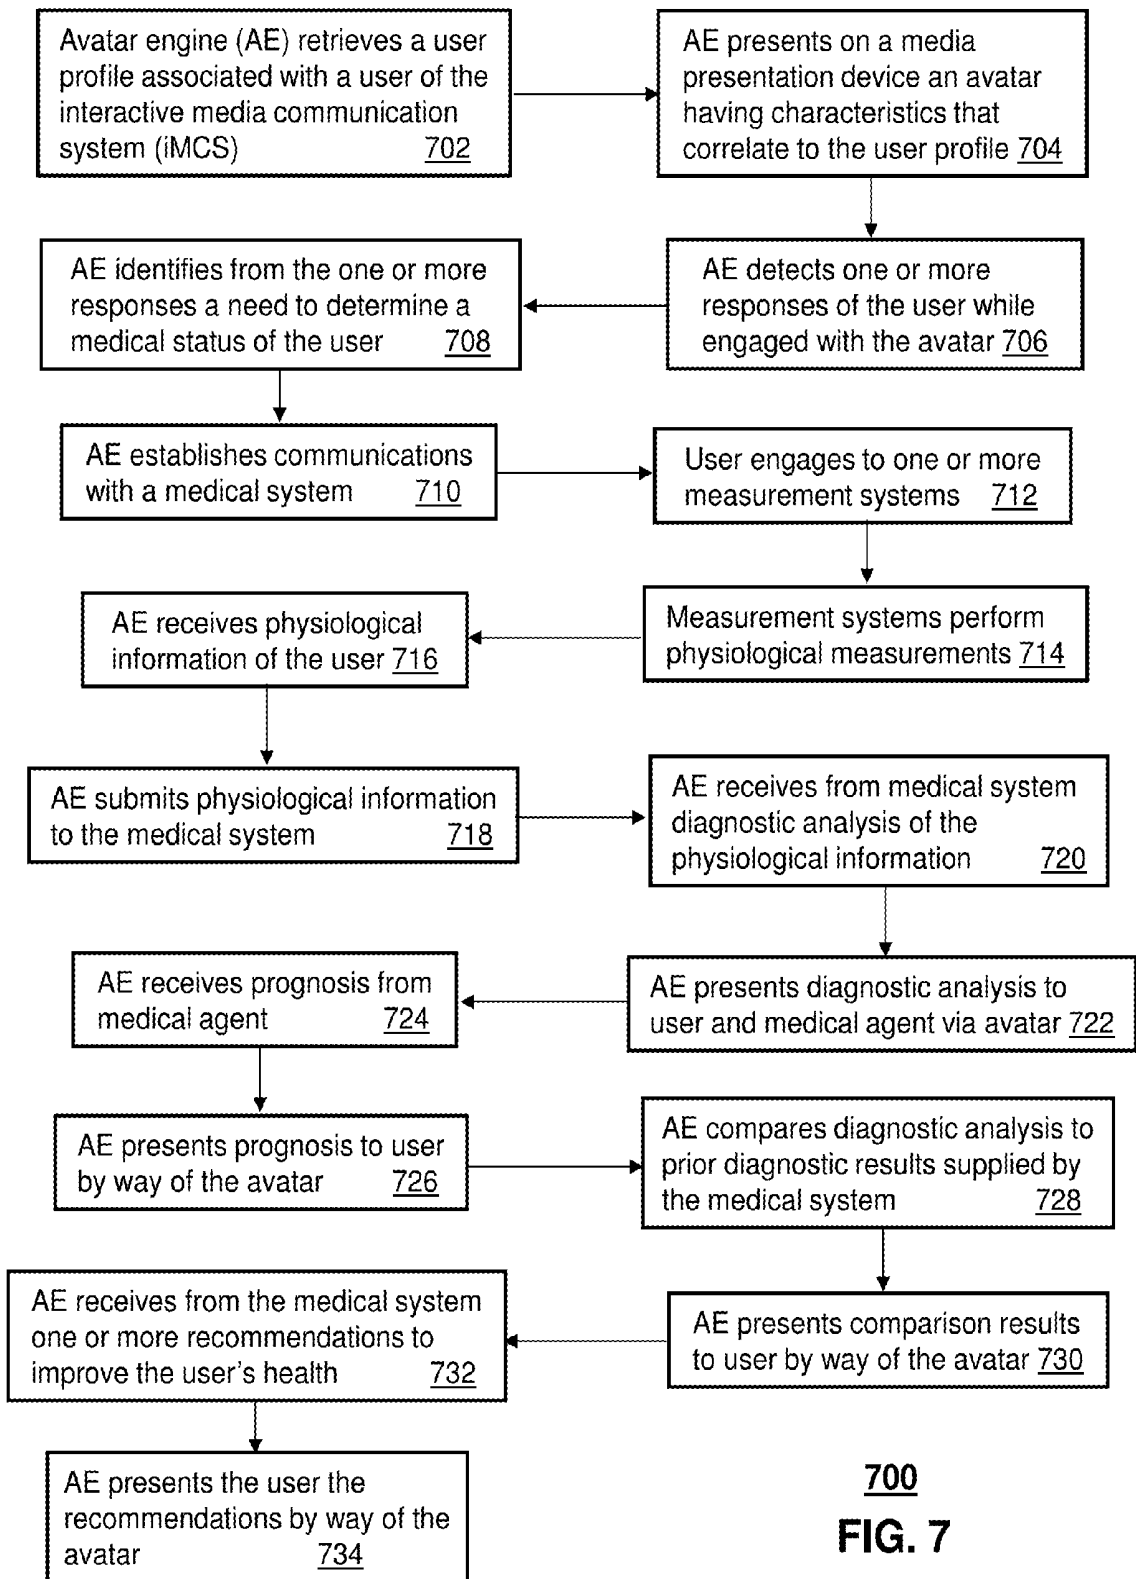 Avatar engine (AE) retrieves a user
profile associated with a user of the
interactive media communication
system (iMCS) 702
AE presents on a media
presentation device an avatar
having characteristics that
correlate to the user profile 704
AE detects one or more
responses of the user while
engaged with the avatar 706
AE identifies from the one or more
responses a need to determine a
medical status of the user 708
AE establishes communications
with a medical system 710
User engages to one or more
measurement systems 712
Measurement systems perform
physiological measurements 714
AE receives physiological
information of the user 716
AE submits physiological information
to the medical system 718
AE receives from medical system
diagnostic analysis of the
physiological information 720
AE presents diagnostic analysis to
user and medical agent via avatar 722
AE receives prognosis from
medical agent 724
AE presents prognosis to user
by way of the avatar 726
AE compares diagnostic analysis to
prior diagnostic results supplied by
the medical system 728
AE presents comparison results
to user by way of the avatar 730
AE receives from the medical system
one or more recommendations to
improve the user's health 732
AE presents the user the
recommendations by way of the
avatar 734
700
FIG. 7